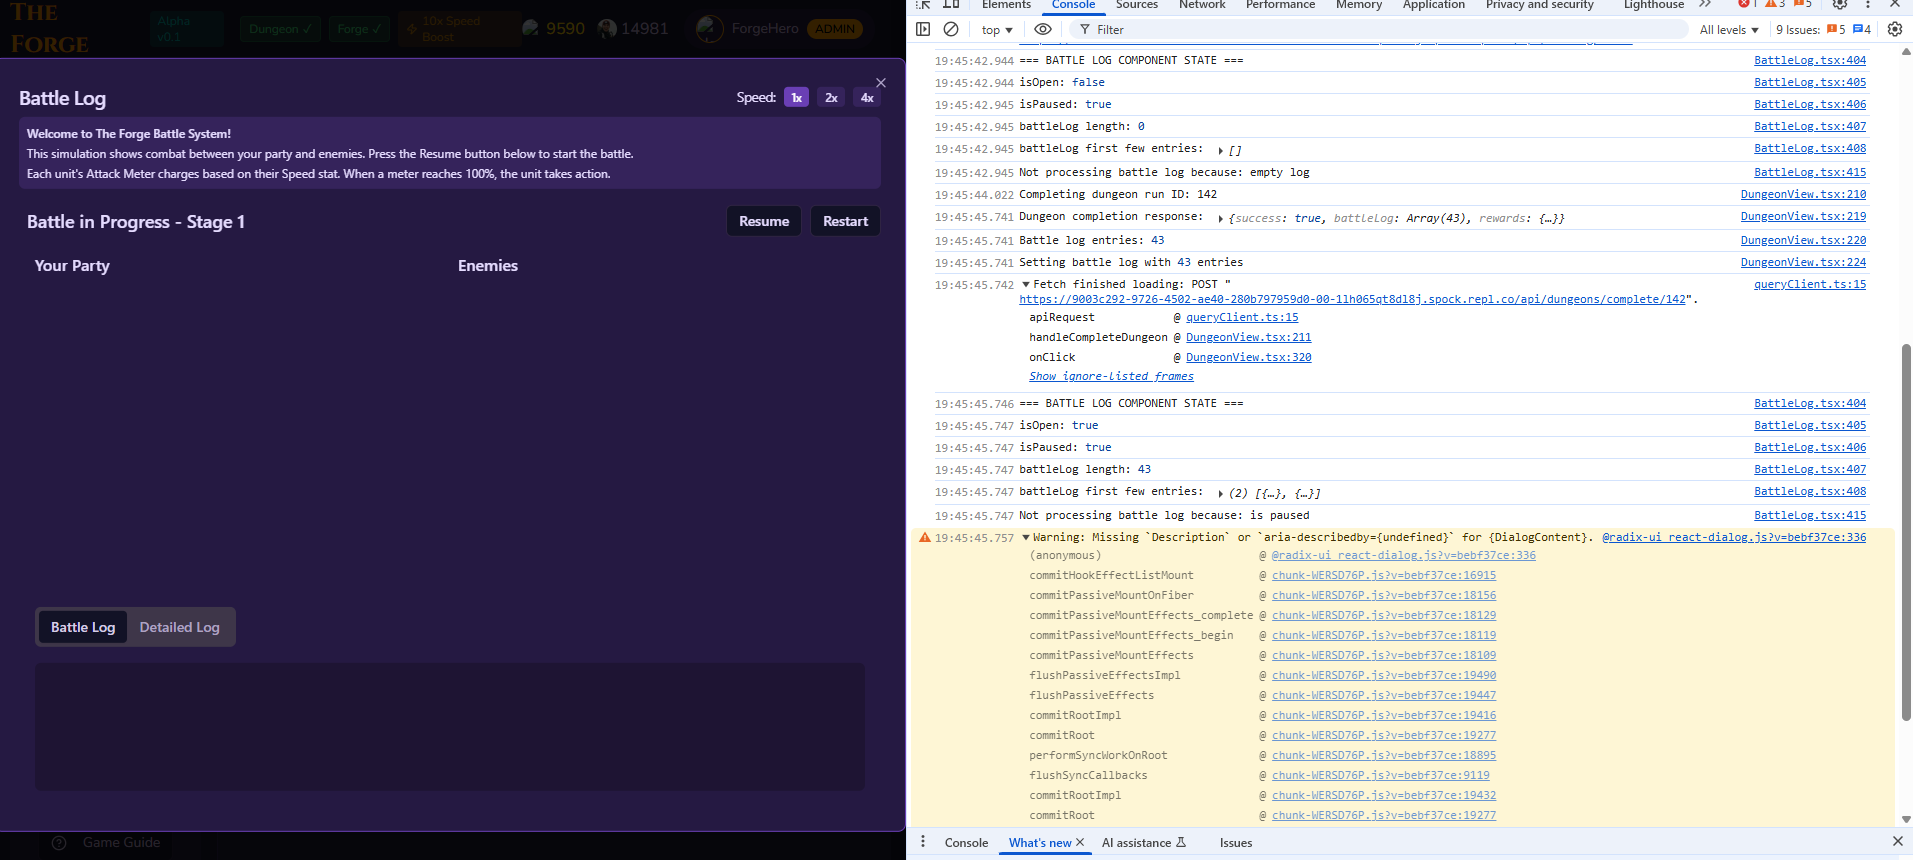 THE
FORGE
Alpha
v0.1
Dungeon ✓
Forge ✓
10x Speed
Boost
9590
14981
ForgeHero
ADMIN
Battle Log
Speed: 1x 2x 4x
Welcome to The Forge Battle System!
This simulation shows combat between your party and enemies. Press the Resume button below to start the battle.
Each unit's Attack Meter charges based on their Speed stat. When a meter reaches 100%, the unit takes action.
Battle in Progress - Stage 1
Resume
Restart
Your Party
Enemies
Battle Log
Detailed Log
Game Guide
Elements Console Sources Network Performance Memory Application Privacy and security Lighthouse 1 3 5
top
Filter
All levels
9 Issues: 5 4
19:45:42.944 === BATTLE LOG COMPONENT STATE === BattleLog.tsx:404
19:45:42.944 isOpen: false BattleLog.tsx:405
19:45:42.945 isPaused: true BattleLog.tsx:406
19:45:42.945 battleLog length: 0 BattleLog.tsx:407
19:45:42.945 battleLog first few entries: ▶ [] BattleLog.tsx:408
19:45:42.945 Not processing battle log because: empty log BattleLog.tsx:415
19:45:44.022 Completing dungeon run ID: 142 DungeonView.tsx:210
19:45:45.741 Dungeon completion response: ▶ {success: true, battleLog: Array(43), rewards: {…}} DungeonView.tsx:219
19:45:45.741 Battle log entries: 43 DungeonView.tsx:220
19:45:45.741 Setting battle log with 43 entries DungeonView.tsx:224
19:45:45.742 ▼ Fetch finished loading: POST " queryClient.ts:15
https://9003c292-9726-4502-ae40-280b797959d0-00-1lh065qt8dl8j.spock.repl.co/api/dungeons/complete/142".
apiRequest @ queryClient.ts:15
handleCompleteDungeon @ DungeonView.tsx:211
onClick @ DungeonView.tsx:320
Show ignore-listed frames
19:45:45.746 === BATTLE LOG COMPONENT STATE === BattleLog.tsx:404
19:45:45.747 isOpen: true BattleLog.tsx:405
19:45:45.747 isPaused: true BattleLog.tsx:406
19:45:45.747 battleLog length: 43 BattleLog.tsx:407
19:45:45.747 battleLog first few entries: ▶ (2) [{…}, {…}] BattleLog.tsx:408
19:45:45.747 Not processing battle log because: is paused BattleLog.tsx:415
19:45:45.757 ▼ Warning: Missing `Description` or `aria-describedby={undefined}` for {DialogContent}. @radix-ui_react-dialog.js?v=bebf37ce:336
(anonymous) @ @radix-ui_react-dialog.js?v=bebf37ce:336
commitHookEffectListMount @ chunk-WERSD76P.js?v=bebf37ce:16915
commitPassiveMountOnFiber @ chunk-WERSD76P.js?v=bebf37ce:18156
commitPassiveMountEffects_complete @ chunk-WERSD76P.js?v=bebf37ce:18129
commitPassiveMountEffects_begin @ chunk-WERSD76P.js?v=bebf37ce:18119
commitPassiveMountEffects @ chunk-WERSD76P.js?v=bebf37ce:18109
flushPassiveEffectsImpl @ chunk-WERSD76P.js?v=bebf37ce:19490
flushPassiveEffects @ chunk-WERSD76P.js?v=bebf37ce:19447
commitRootImpl @ chunk-WERSD76P.js?v=bebf37ce:19416
commitRoot @ chunk-WERSD76P.js?v=bebf37ce:19277
performSyncWorkOnRoot @ chunk-WERSD76P.js?v=bebf37ce:18895
flushSyncCallbacks @ chunk-WERSD76P.js?v=bebf37ce:9119
commitRootImpl @ chunk-WERSD76P.js?v=bebf37ce:19432
commitRoot @ chunk-WERSD76P.js?v=bebf37ce:19277
Console
What's new
AI assistance
Issues